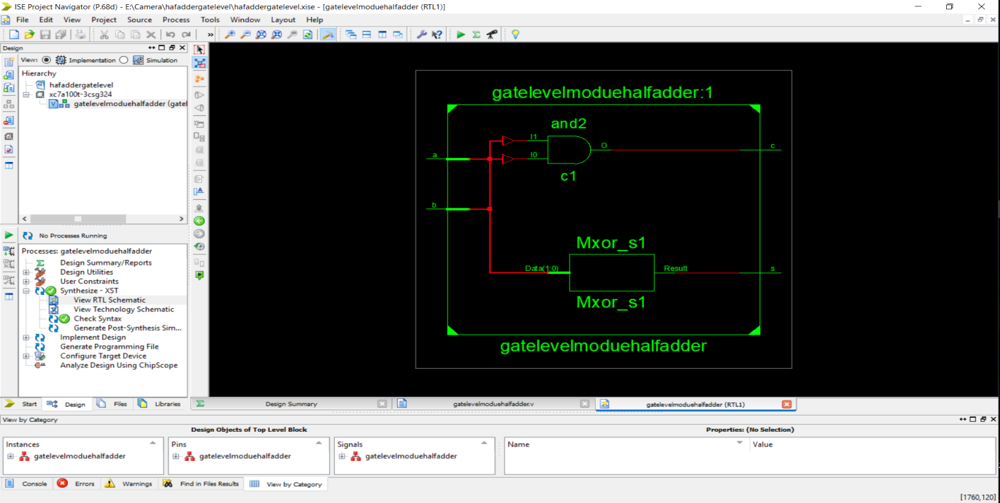 ISE Project Navigator (P.68d) - E:\Camera\hafaddergatelevel\hafaddergatelevel.xise - [gatelevelmoduehalfadder (RTL1)]
File Edit View Project Source Process Tools Window Layout Help
»
Design
View: Implementation Simulation
Hierarchy
hafaddergatelevel
xc7a100t-3csg324
V gatelevelmoduehalfadder (gatel
No Processes Running
Processes: gatelevelmoduehalfadder
Design Summary/Reports
Design Utilities
User Constraints
Synthesize - XST
View RTL Schematic
View Technology Schematic
Check Syntax
Generate Post-Synthesis Sim...
Implement Design
Generate Programming File
Configure Target Device
Analyze Design Using ChipScope
Start Design Files Libraries
gatelevelmoduehalfadder:1
and2
I1
I0
O
c
a
c1
b
Mxor_s1
Data(1:0) Result s
Mxor_s1
gatelevelmoduehalfadder
Design Summary gatelevelmoduehalfadder.v gatelevelmoduehalfadder (RTL1)
View by Category
Design Objects of Top Level Block Properties: (No Selection)
Instances Pins Signals Name Value
gatelevelmoduehalfadder gatelevelmoduehalfadder gatelevelmoduehalfadder
Console Errors Warnings Find in Files Results View by Category
[1760,120]